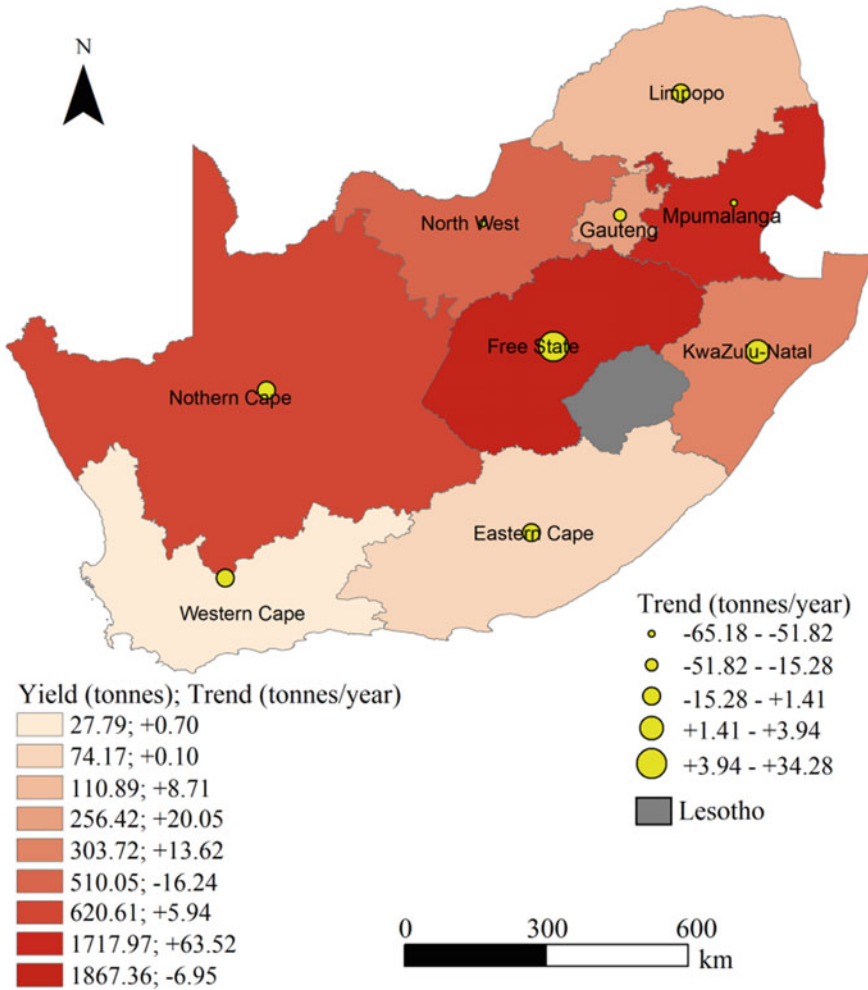 N
Limpopo
North West
Gauteng
Mpumalanga
Free State
KwaZulu-Natal
Nothern Cape
Eastern Cape
Western Cape
Trend (tonnes/year)
-65.18 - -51.82
-51.82 - -15.28
-15.28 - +1.41
+1.41 - +3.94
+3.94 - +34.28
Lesotho
Yield (tonnes); Trend (tonnes/year)
27.79; +0.70
74.17; +0.10
110.89; +8.71
256.42; +20.05
303.72; +13.62
510.05; -16.24
620.61; +5.94
1717.97; +63.52
1867.36; -6.95
0 300 600
km